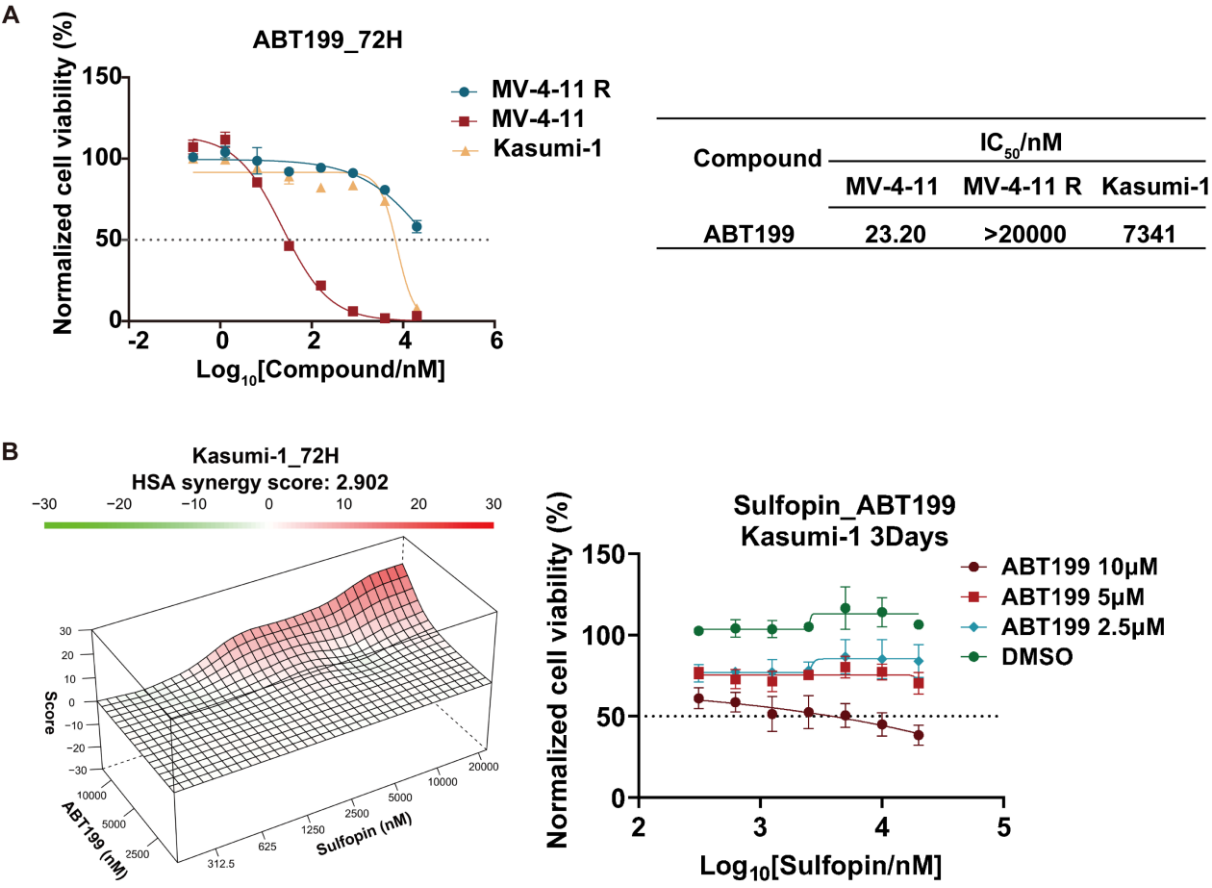 A
ABT199_72H
Normalized cell viability (%)
150
100
50
0
-2
0
2
4
6
Log10[Compound/nM]
MV-4-11 R
MV-4-11
Kasumi-1
Compound
IC50/nM
MV-4-11 MV-4-11 R Kasumi-1
ABT199 23.20 >20000 7341
B
Kasumi-1_72H
HSA synergy score: 2.902
−30 −20 −10 0 10 20 30
30
20
10
0
−10
−20
−30
Score
10000
5000
2500
ABT199 (nM)
312.5
625
1250
2500
5000
10000
20000
Sulfopin (nM)
Sulfopin_ABT199
Kasumi-1 3Days
Normalized cell viability (%)
150
100
50
0
2
3
4
5
Log10[Sulfopin/nM]
ABT199 10μM
ABT199 5μM
ABT199 2.5μM
DMSO